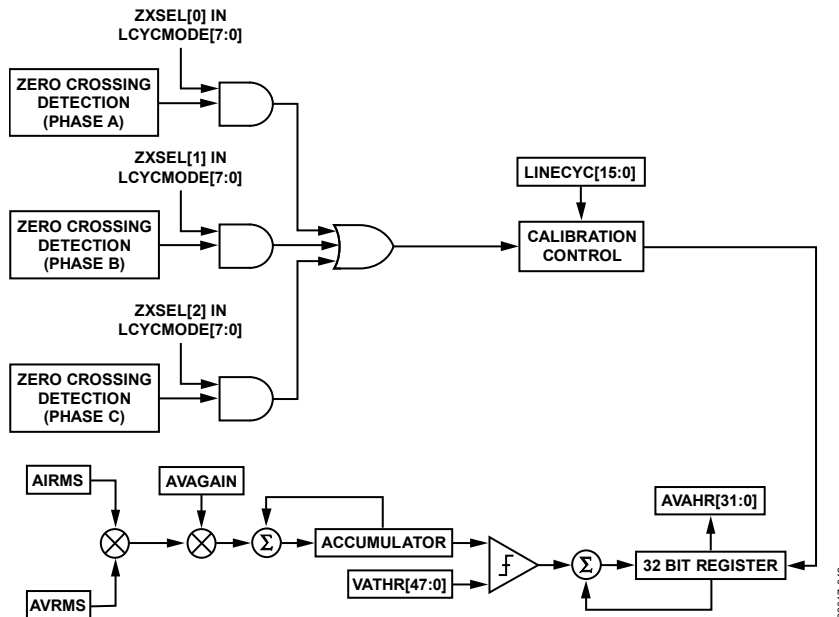 ZXSEL[0] IN
LCYCMODE[7:0]
ZERO CROSSING
DETECTION
(PHASE A)
ZXSEL[1] IN
LCYCMODE[7:0]
ZERO CROSSING
DETECTION
(PHASE B)
LINECYC[15:0]
CALIBRATION
CONTROL
ZXSEL[2] IN
LCYCMODE[7:0]
ZERO CROSSING
DETECTION
(PHASE C)
AIRMS
AVAGAIN
AVAHR[31:0]
Σ
ACCUMULATOR
Σ
32 BIT REGISTER
VATHR[47:0]
AVRMS